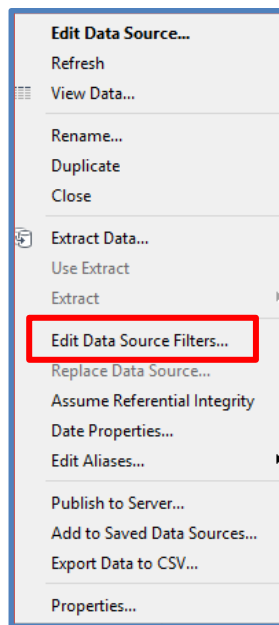 Edit Data Source...
Refresh
View Data...
Rename...
Duplicate
Close
Extract Data...
Use Extract
Extract
Edit Data Source Filters...
Replace Data Source...
Assume Referential Integrity
Date Properties...
Edit Aliases...
Publish to Server...
Add to Saved Data Sources...
Export Data to CSV...
Properties...